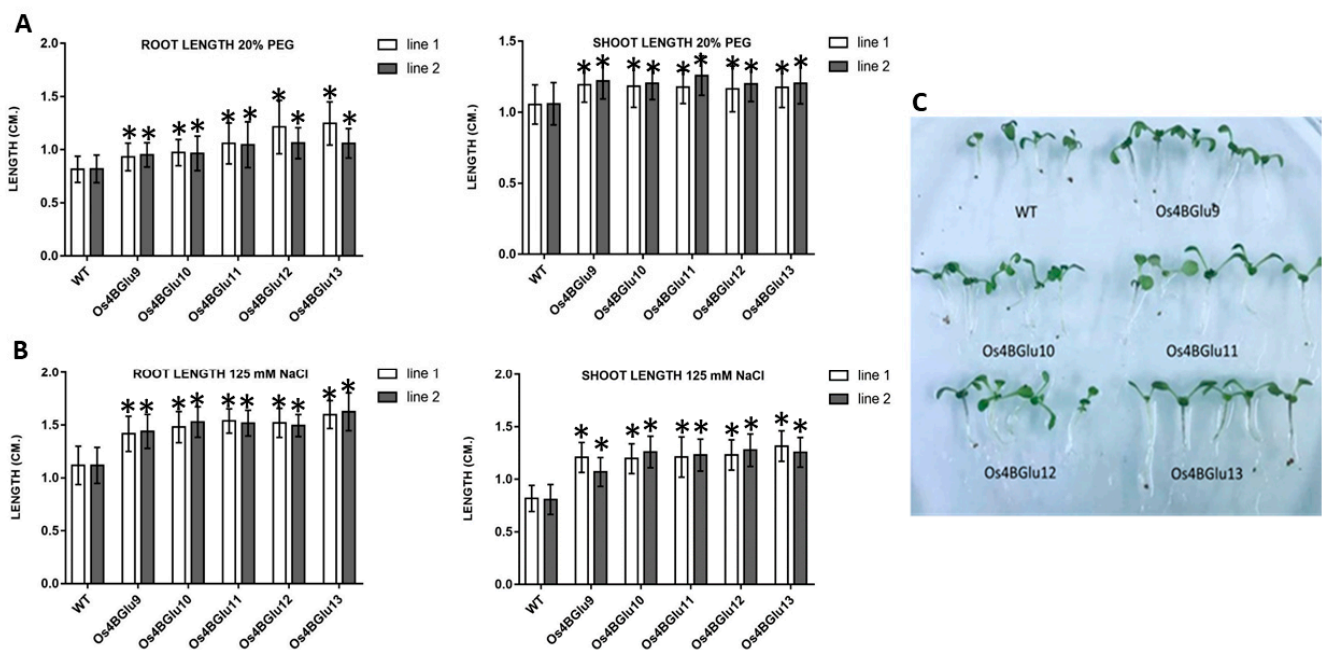 A
ROOT LENGTH 20% PEG
line 1
line 2
LENGTH (CM.)
2.0
1.5
1.0
0.5
0.0
WT
Os4BGlu9
Os4BGlu10
Os4BGlu11
Os4BGlu12
Os4BGlu13
* * * * * * * * * *
SHOOT LENGTH 20% PEG
line 1
line 2
LENGTH (CM.)
1.5
1.0
0.5
0.0
WT
Os4BGlu9
Os4BGlu10
Os4BGlu11
Os4BGlu12
Os4BGlu13
* * * * * * * * * *
B
ROOT LENGTH 125 mM NaCl
line 1
line 2
LENGTH (CM.)
2.0
1.5
1.0
0.5
0.0
WT
Os4BGlu9
Os4BGlu10
Os4BGlu11
Os4BGlu12
Os4BGlu13
* * * * * * * * * *
SHOOT LENGTH 125 mM NaCl
line 1
line 2
LENGTH (CM.)
2.0
1.5
1.0
0.5
0.0
WT
Os4BGlu9
Os4BGlu10
Os4BGlu11
Os4BGlu12
Os4BGlu13
* * * * * * * * * *
C
WT
Os4BGlu9
Os4BGlu10
Os4BGlu11
Os4BGlu12
Os4BGlu13